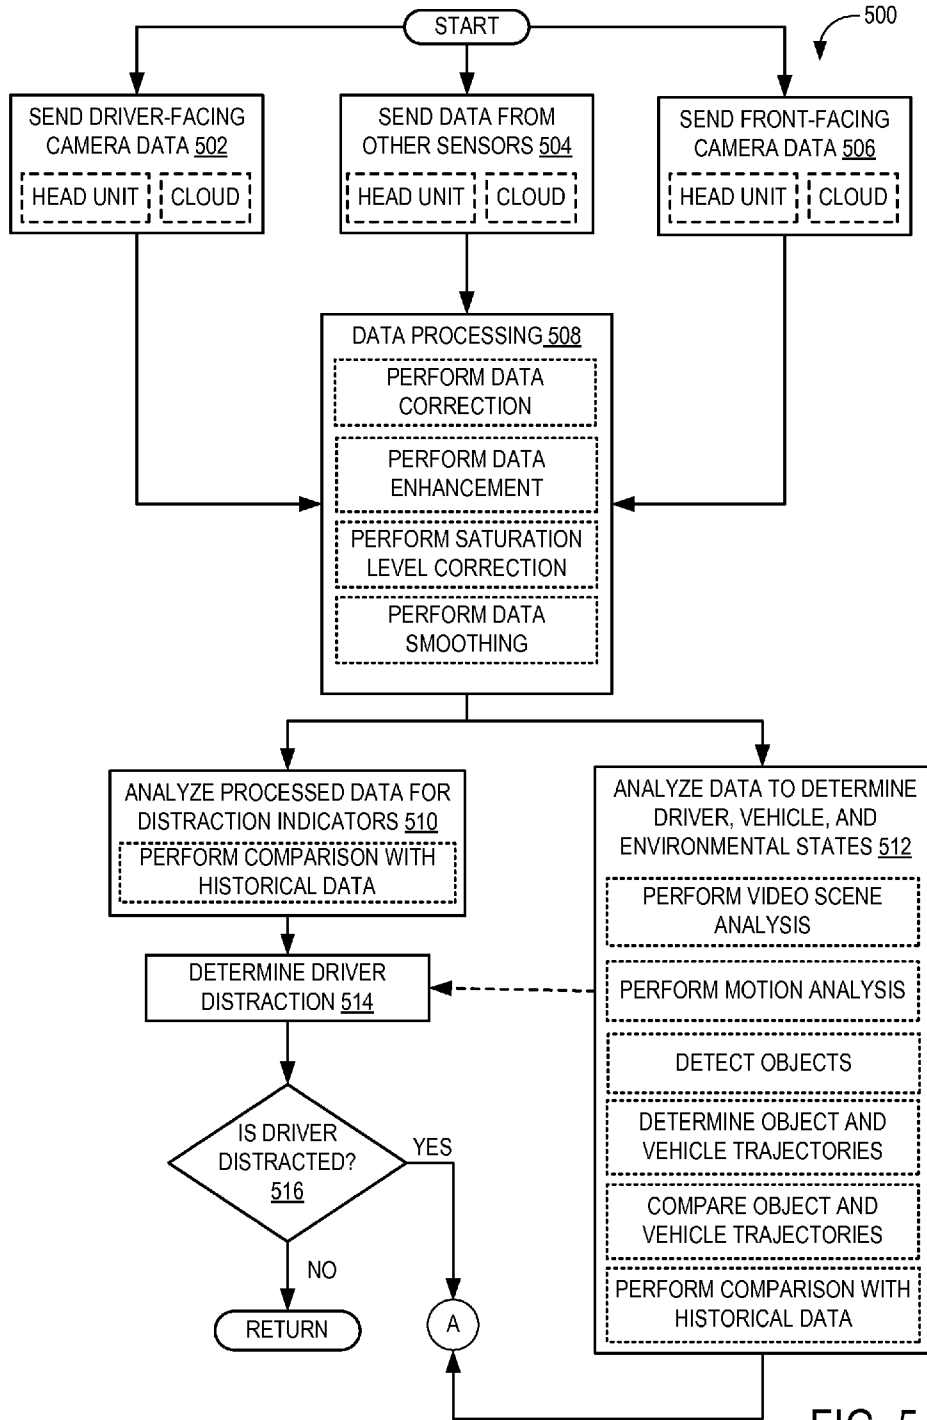 START
500
SEND DRIVER-FACING
CAMERA DATA 502
HEAD UNIT
CLOUD
SEND DATA FROM
OTHER SENSORS 504
HEAD UNIT
CLOUD
SEND FRONT-FACING
CAMERA DATA 506
HEAD UNIT
CLOUD
DATA PROCESSING 508
PERFORM DATA
CORRECTION
PERFORM DATA
ENHANCEMENT
PERFORM SATURATION
LEVEL CORRECTION
PERFORM DATA
SMOOTHING
ANALYZE PROCESSED DATA FOR
DISTRACTION INDICATORS 510
PERFORM COMPARISON WITH
HISTORICAL DATA
DETERMINE DRIVER
DISTRACTION 514
IS DRIVER
DISTRACTED?
516
YES
NO
RETURN
A
ANALYZE DATA TO DETERMINE
DRIVER, VEHICLE, AND
ENVIRONMENTAL STATES 512
PERFORM VIDEO SCENE
ANALYSIS
PERFORM MOTION ANALYSIS
DETECT OBJECTS
DETERMINE OBJECT AND
VEHICLE TRAJECTORIES
COMPARE OBJECT AND
VEHICLE TRAJECTORIES
PERFORM COMPARISON WITH
HISTORICAL DATA
FIG. 5